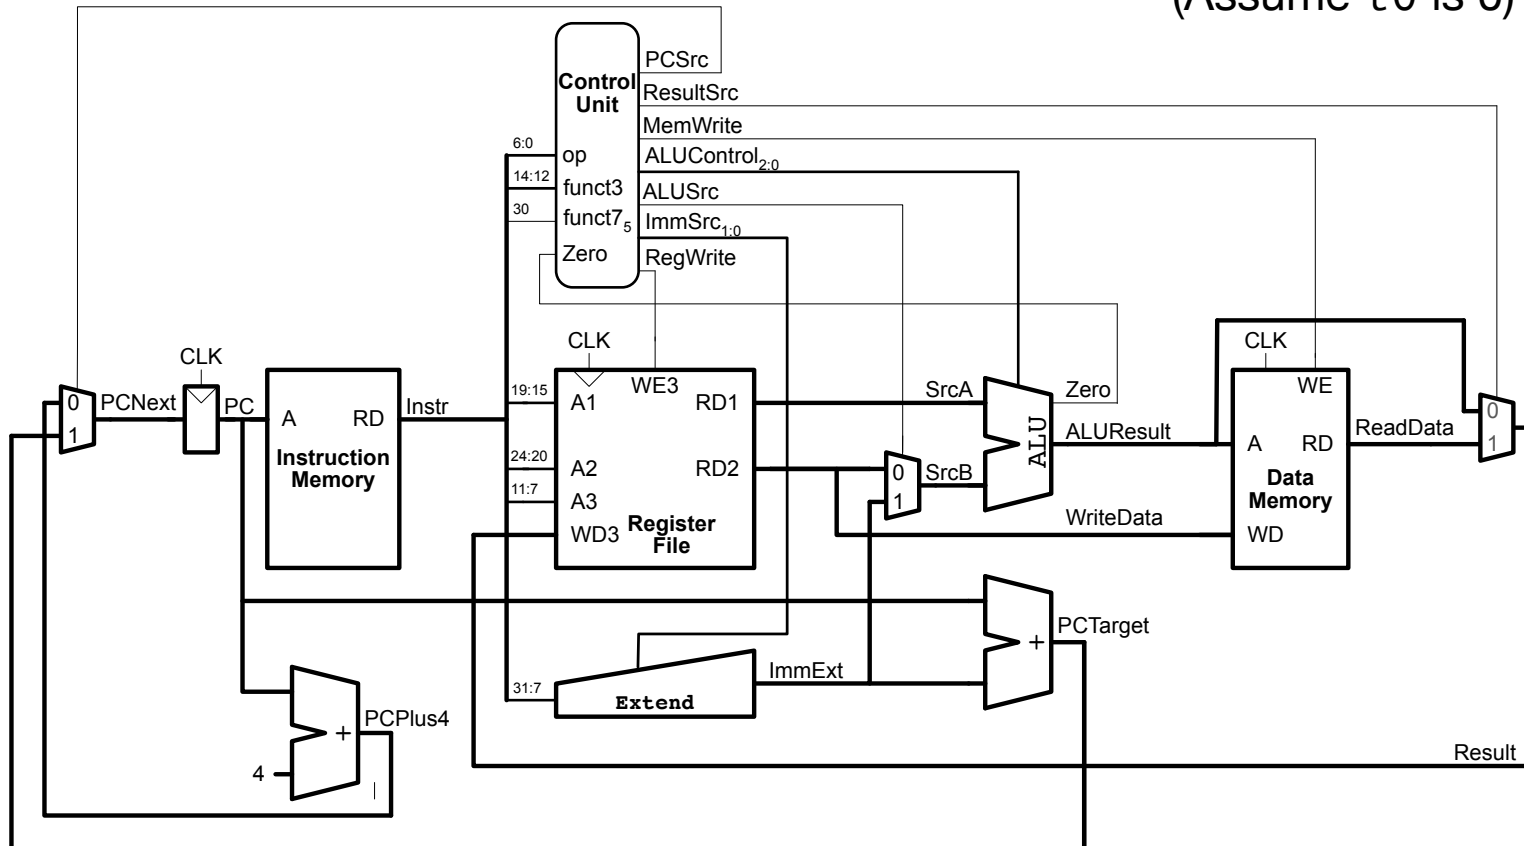 (Assume t0 is 0)
PCSrc
Control
Unit
ResultSrc
MemWrite
6:0
op
ALUControl2:0
14:12
funct3
ALUSrc
30
funct75
ImmSrc1:0
Zero
RegWrite
CLK
CLK
CLK
0
1
PCNext
PC
A
RD
Instruction
Memory
Instr
19:15
A1
WE3
RD1
24:20
A2
RD2
11:7
A3
WD3
Register
File
SrcA
0
1
SrcB
ALU
Zero
ALUResult
WriteData
WE
A
RD
Data
Memory
WD
ReadData
0
1
+
PCTarget
31:7
Extend
ImmExt
+
PCPlus4
4
Result